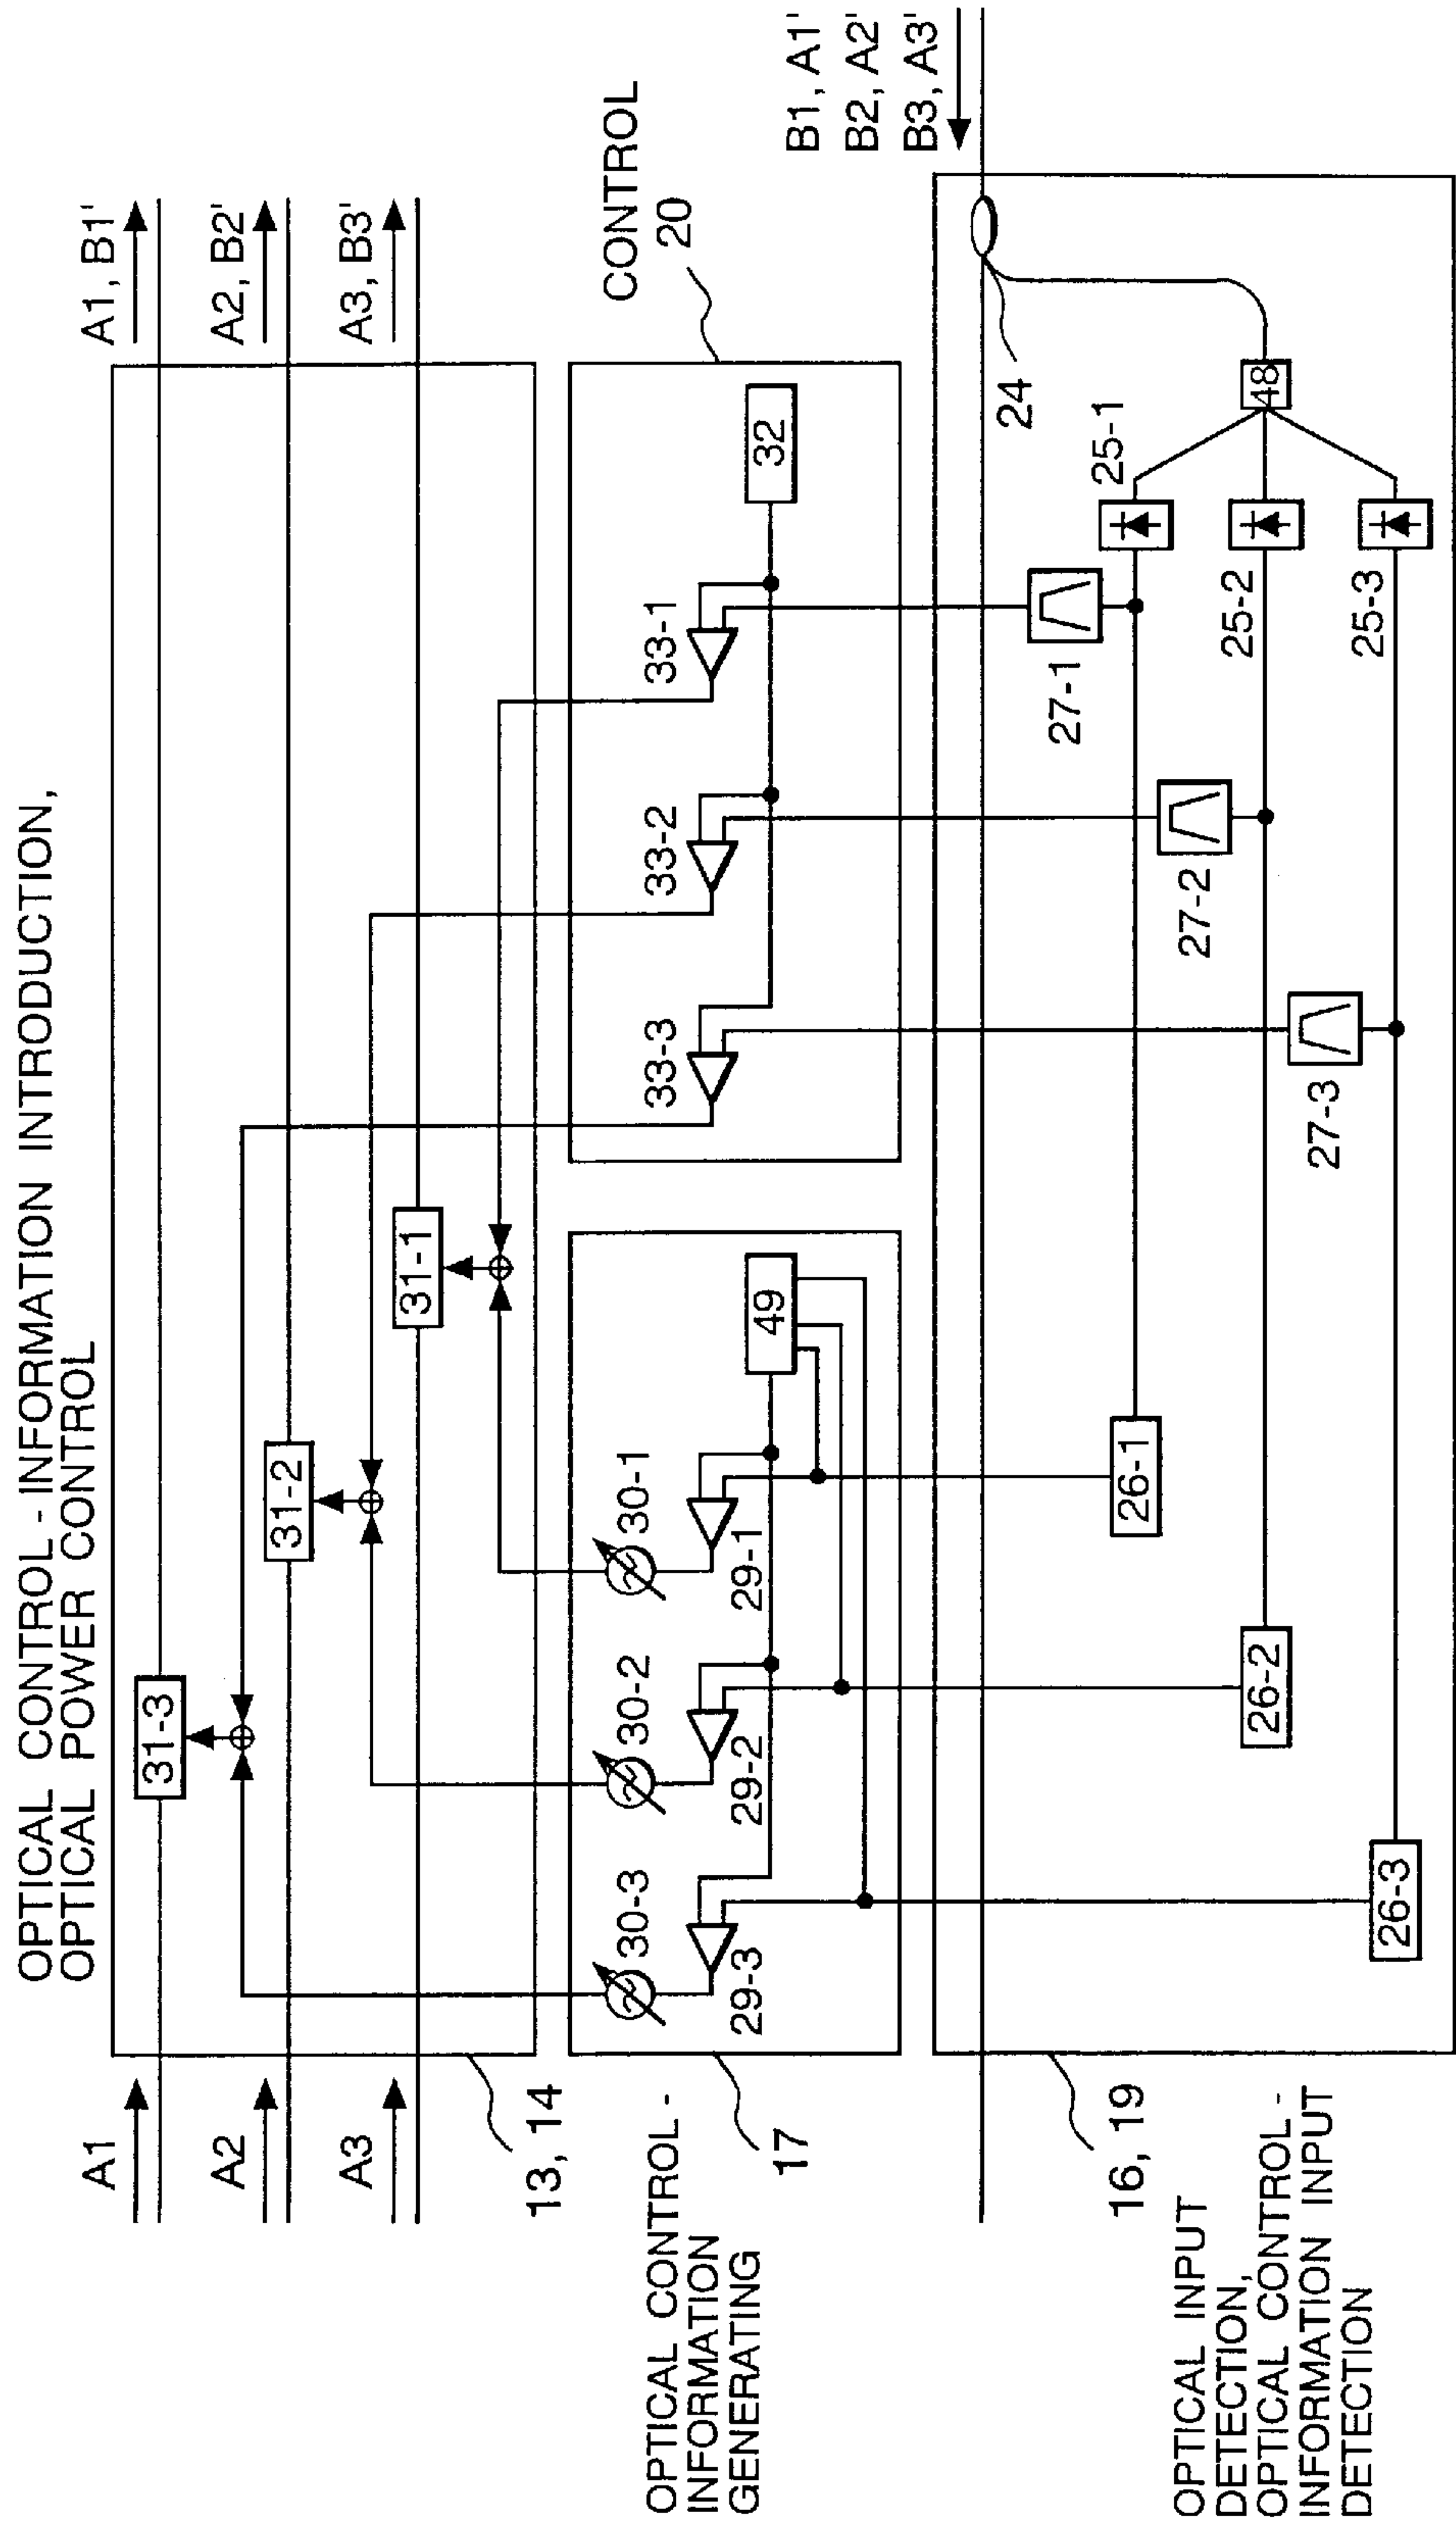 OPTICAL CONTROL - INFORMATION INTRODUCTION,
OPTICAL POWER CONTROL
A1
A2
A3
13, 14
31-3
31-2
31-1
A1, B1'
A2, B2'
A3, B3'
OPTICAL CONTROL -
INFORMATION
GENERATING
17
30-3
30-2
30-1
29-3
29-2
29-1
49
CONTROL
20
33-3
33-2
33-1
32
B1, A1'
B2, A2'
B3, A3'
OPTICAL INPUT
DETECTION,
OPTICAL CONTROL -
INFORMATION INPUT
DETECTION
16, 19
26-3
26-2
26-1
27-3
27-2
27-1
25-1
25-2
25-3
24
48